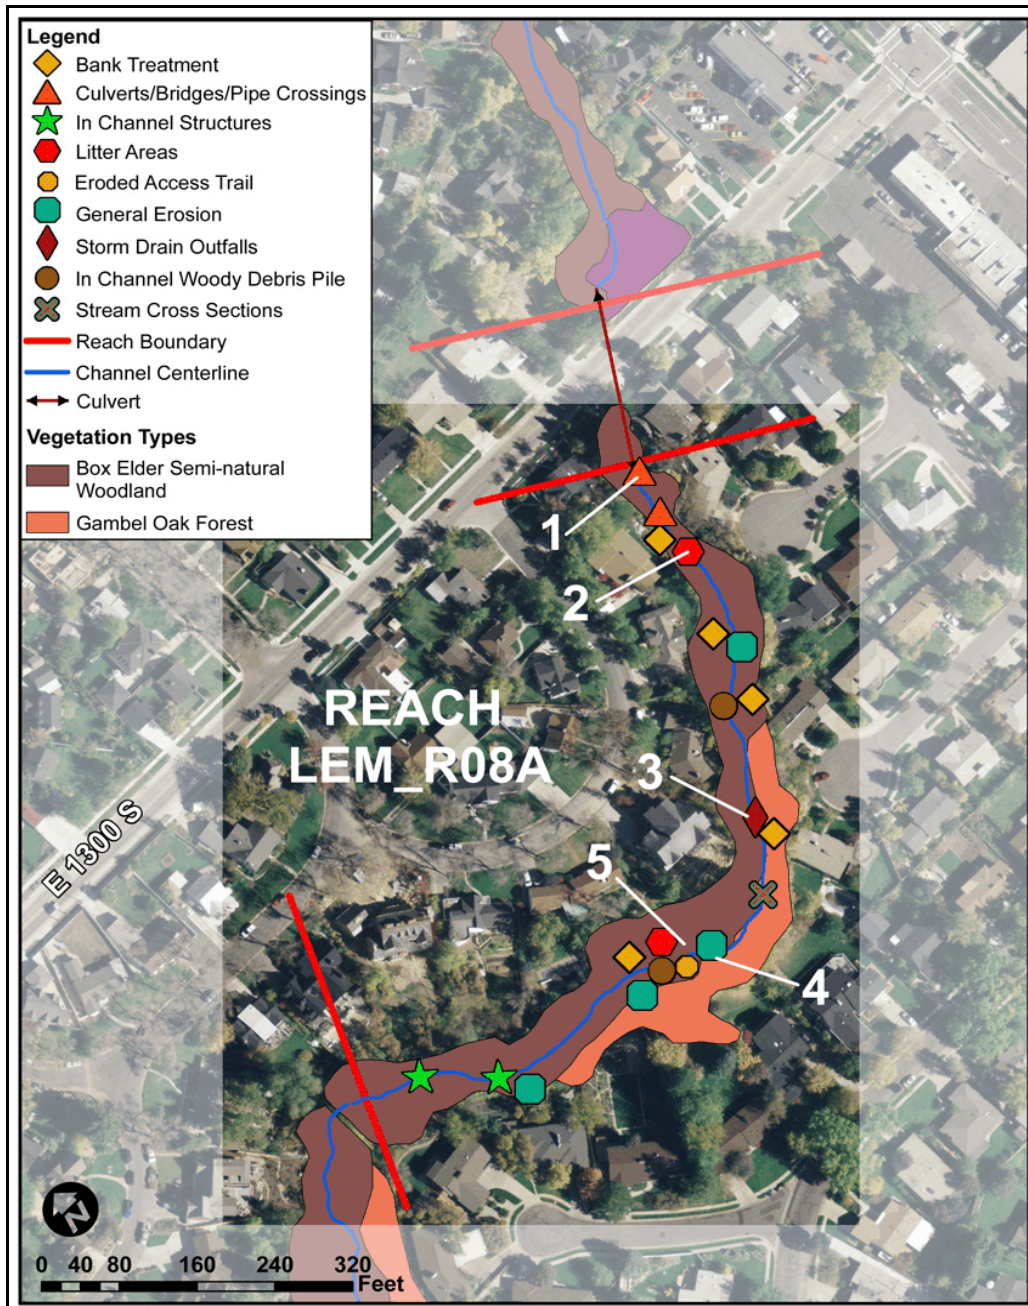 Legend
Bank Treatment
Culverts/Bridges/Pipe Crossings
In Channel Structures
Litter Areas
Eroded Access Trail
General Erosion
Storm Drain Outfalls
In Channel Woody Debris Pile
Stream Cross Sections
Reach Boundary
Channel Centerline
Culvert
Vegetation Types
Box Elder Semi-natural
Woodland
Gambel Oak Forest
1
2
REACH
LEM_R08A
3
E 1300 S
5
4
N
0 40 80 160 240 320
Feet